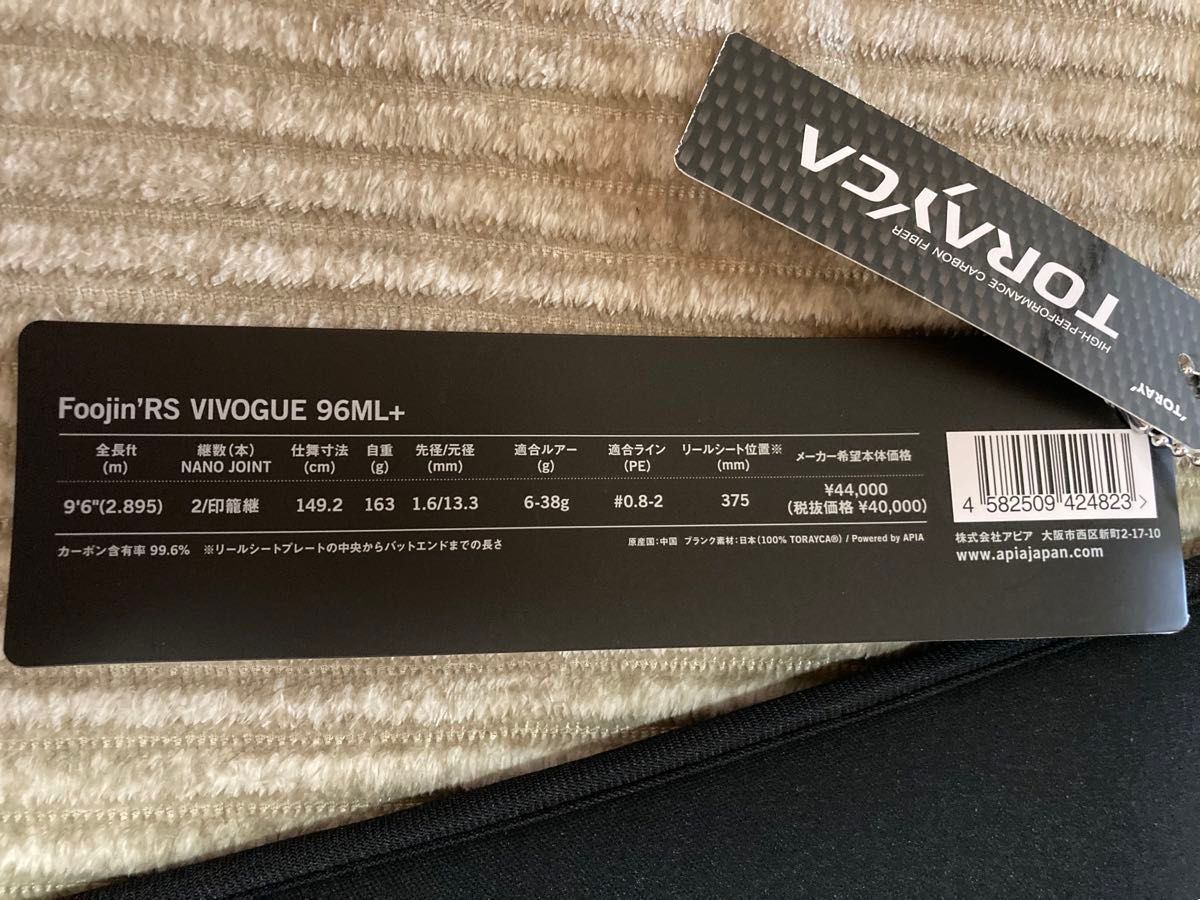 TORAYCA
HIGH-PERFORMANCE CARBON FIBER
'TORAY'
Foojin'RS VIVOGUE 96ML+
全長ft 継数(本) 仕舞寸法 自重 先径/元径 適合ルアー 適合ライン リールシート位置※ メーカー希望本体価格
(m) NANO JOINT (cm) (g) (mm) (g) (PE) (mm)
9'6"(2.895) 2/印籠継 149.2 163 1.6/13.3 6-38g #0.8-2 375 ¥44,000
(税抜価格 ¥40,000)
カーボン含有率 99.6% ※リールシートプレートの中央からバットエンドまでの長さ
原産国:中国 ブランク素材:日本(100% TORAYCA®) / Powered by APIA
4 582509 424823 >
株式会社アピア 大阪市西区新町2-17-10
www.apiajapan.com